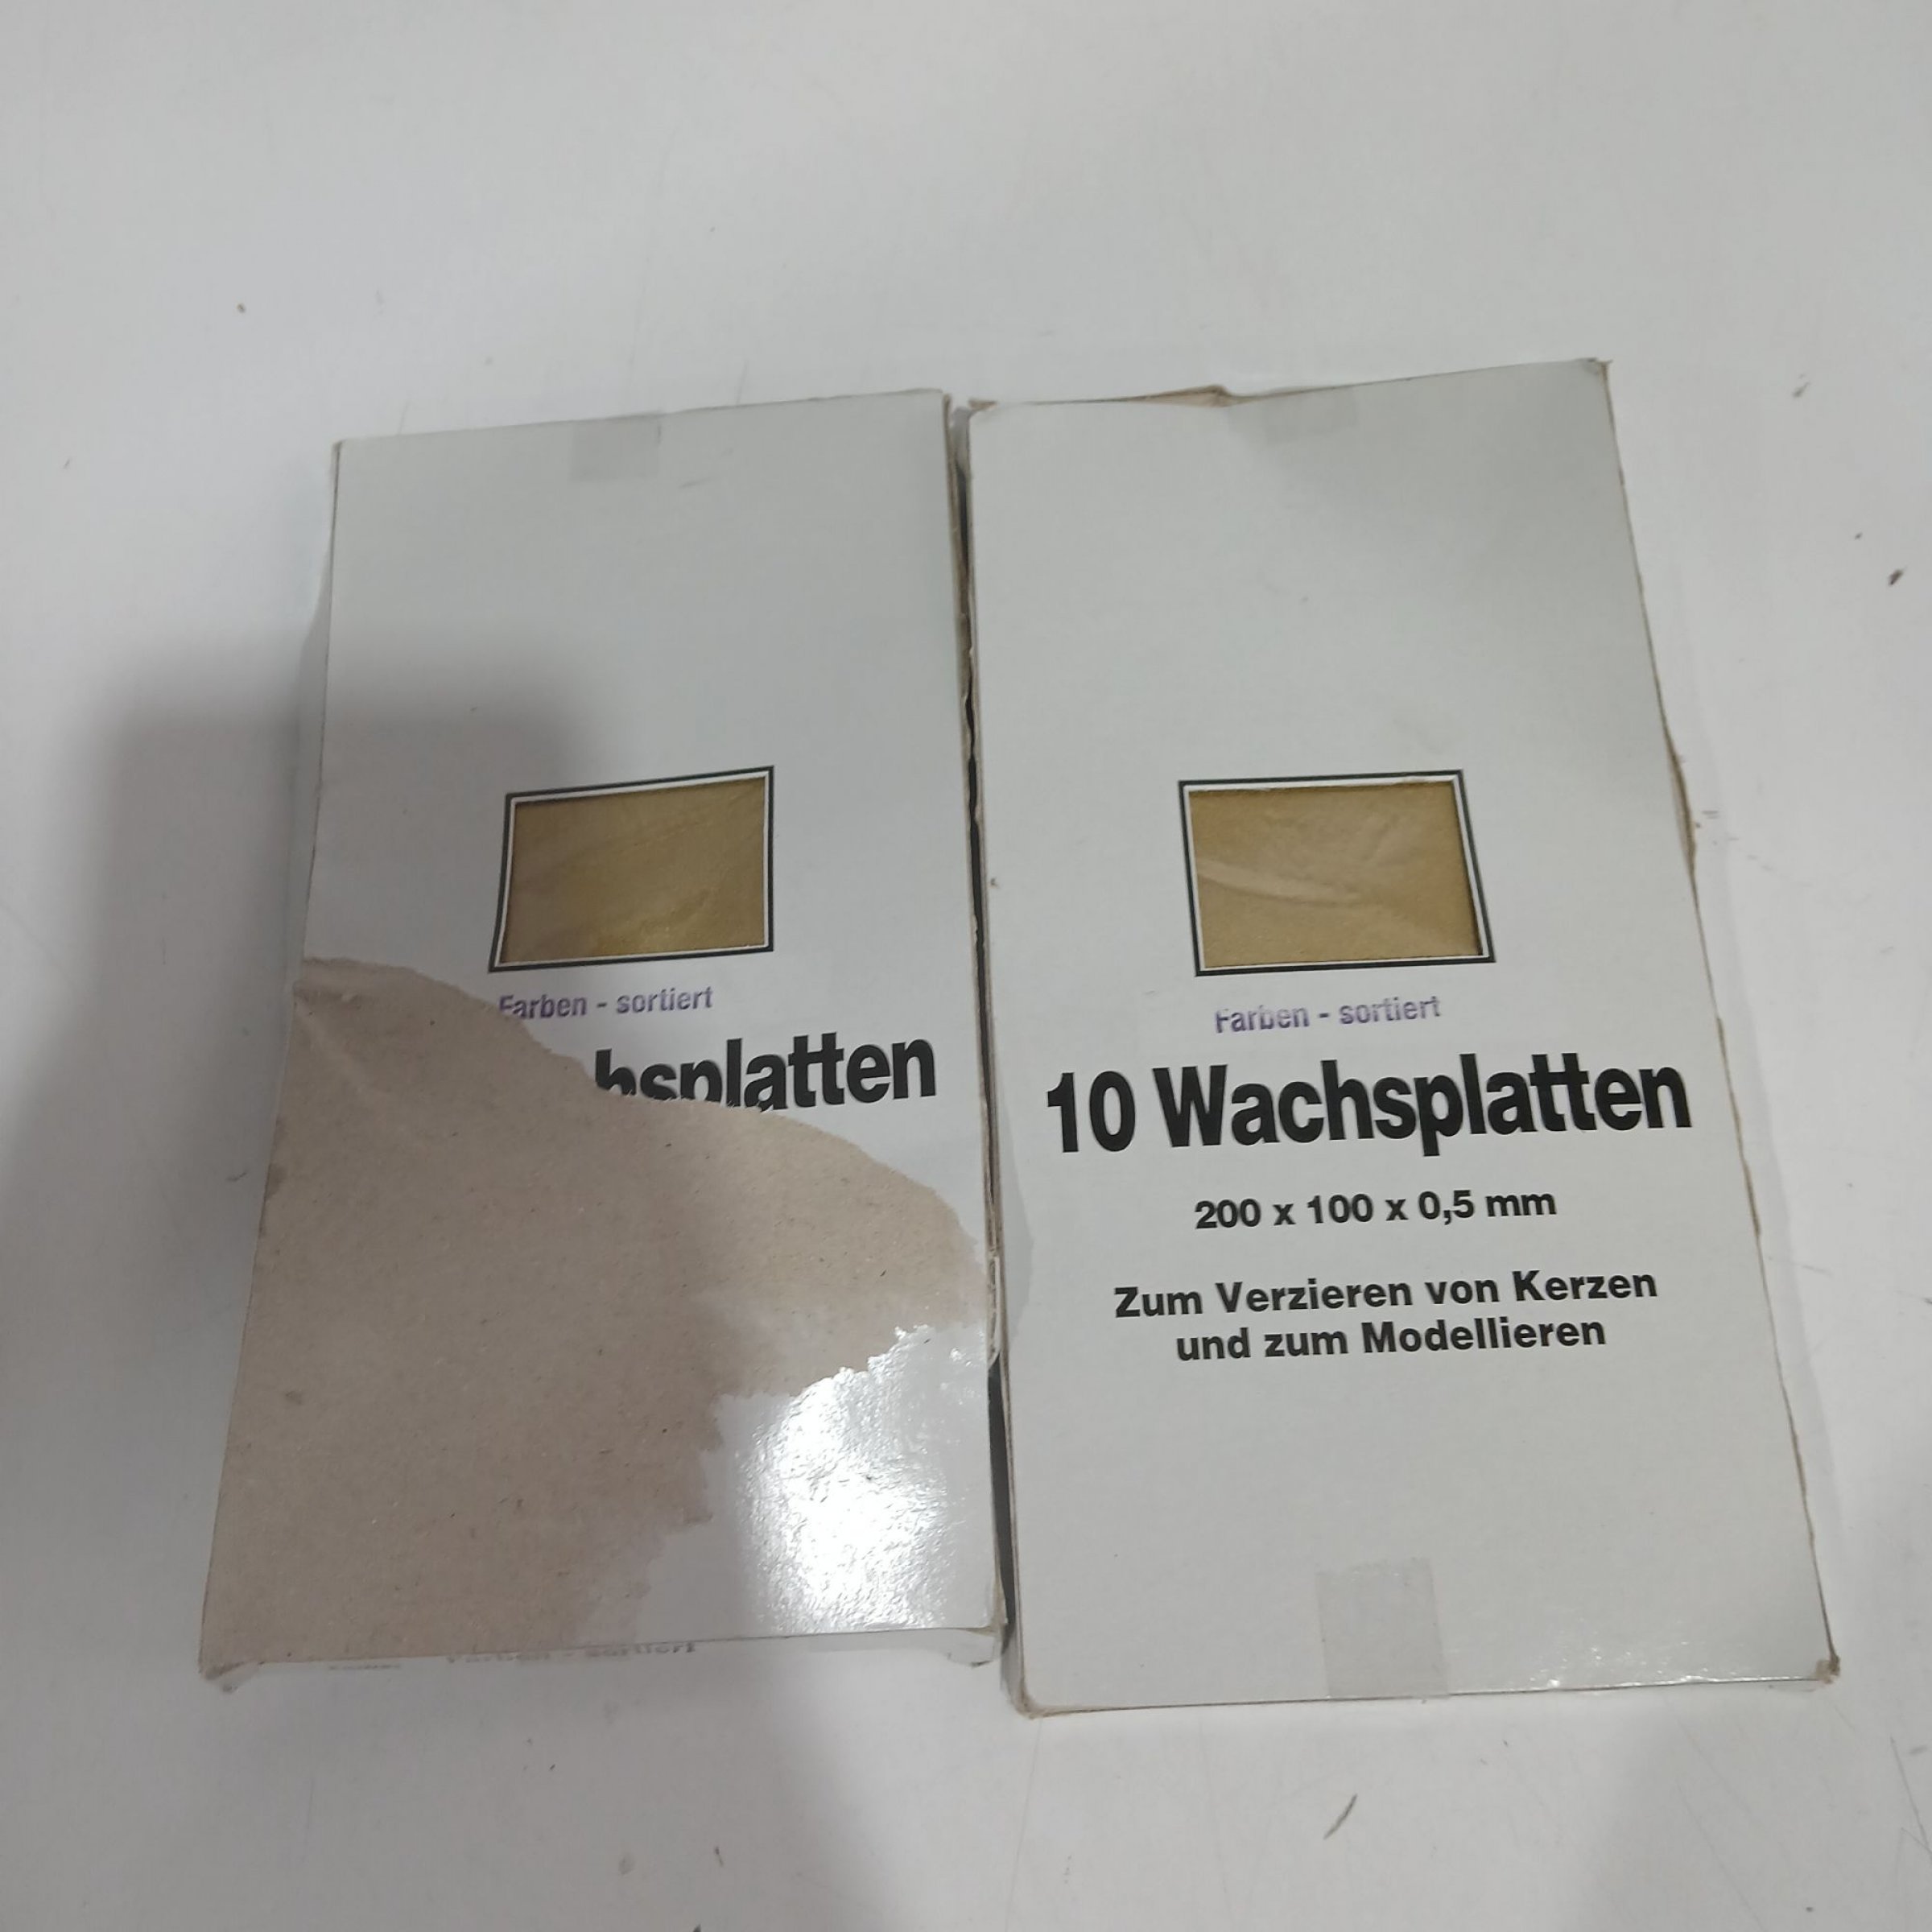 Farben - sortiert
hsplatten
Farben - sortiert
10 Wachsplatten
200 x 100 x 0,5 mm
Zum Verzieren von Kerzen
und zum Modellieren